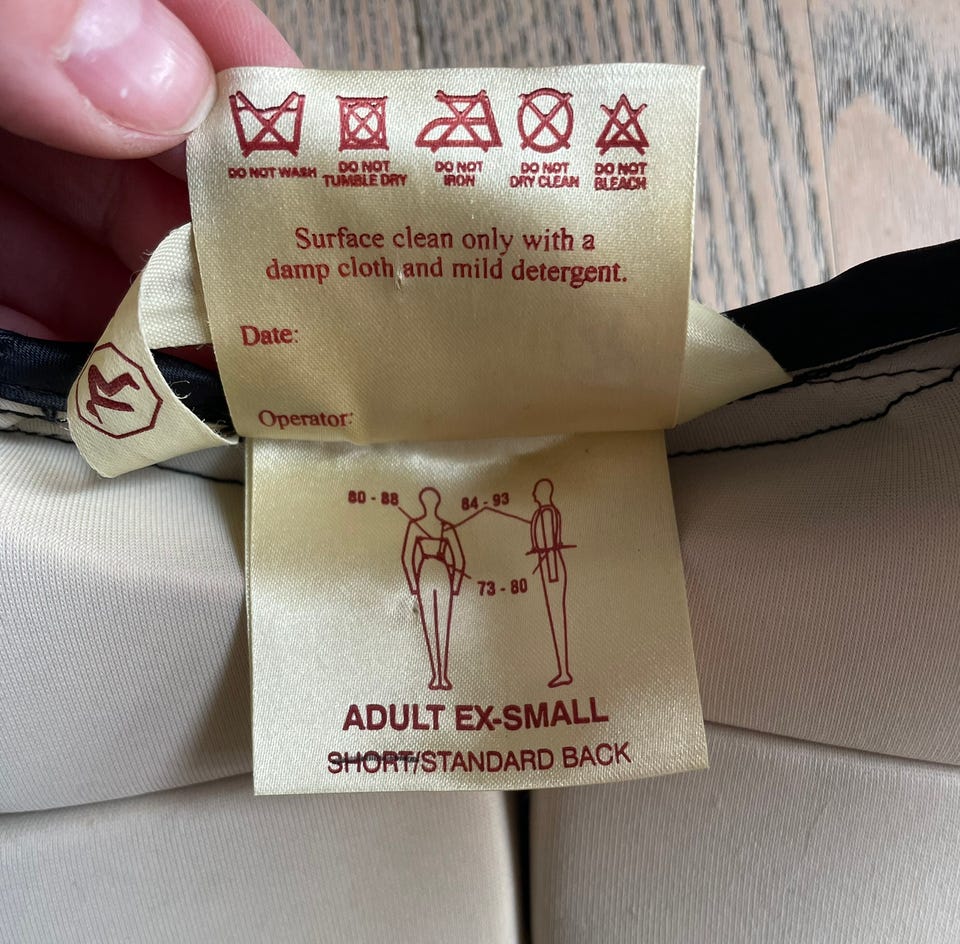 DO NOT WASH
DO NOT TUMBLE DRY
DO NOT IRON
DO NOT DRY CLEAN
DO NOT BLEACH
Surface clean only with a
damp cloth and mild detergent.
Date:
Operator:
80 - 88
84 - 93
73 - 80
ADULT EX-SMALL
SHORT/STANDARD BACK